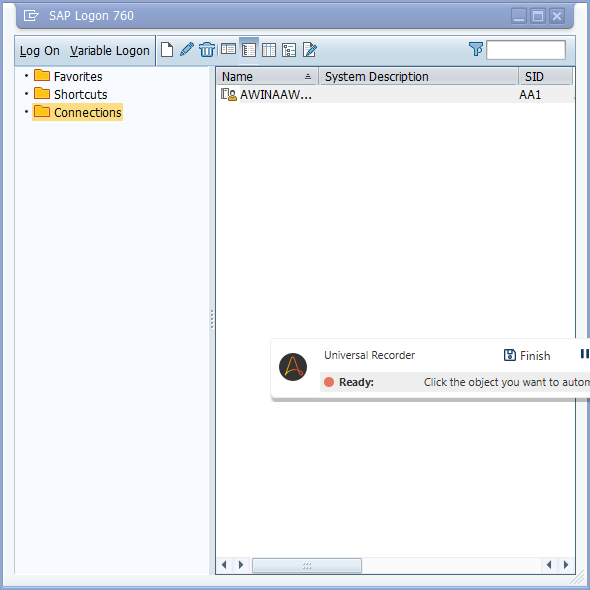 SAP Logon 760
Log On Variable Logon
Favorites
Shortcuts
Connections
Name System Description SID
AWINAAW... AA1
Universal Recorder Finish
Ready: Click the object you want to autom